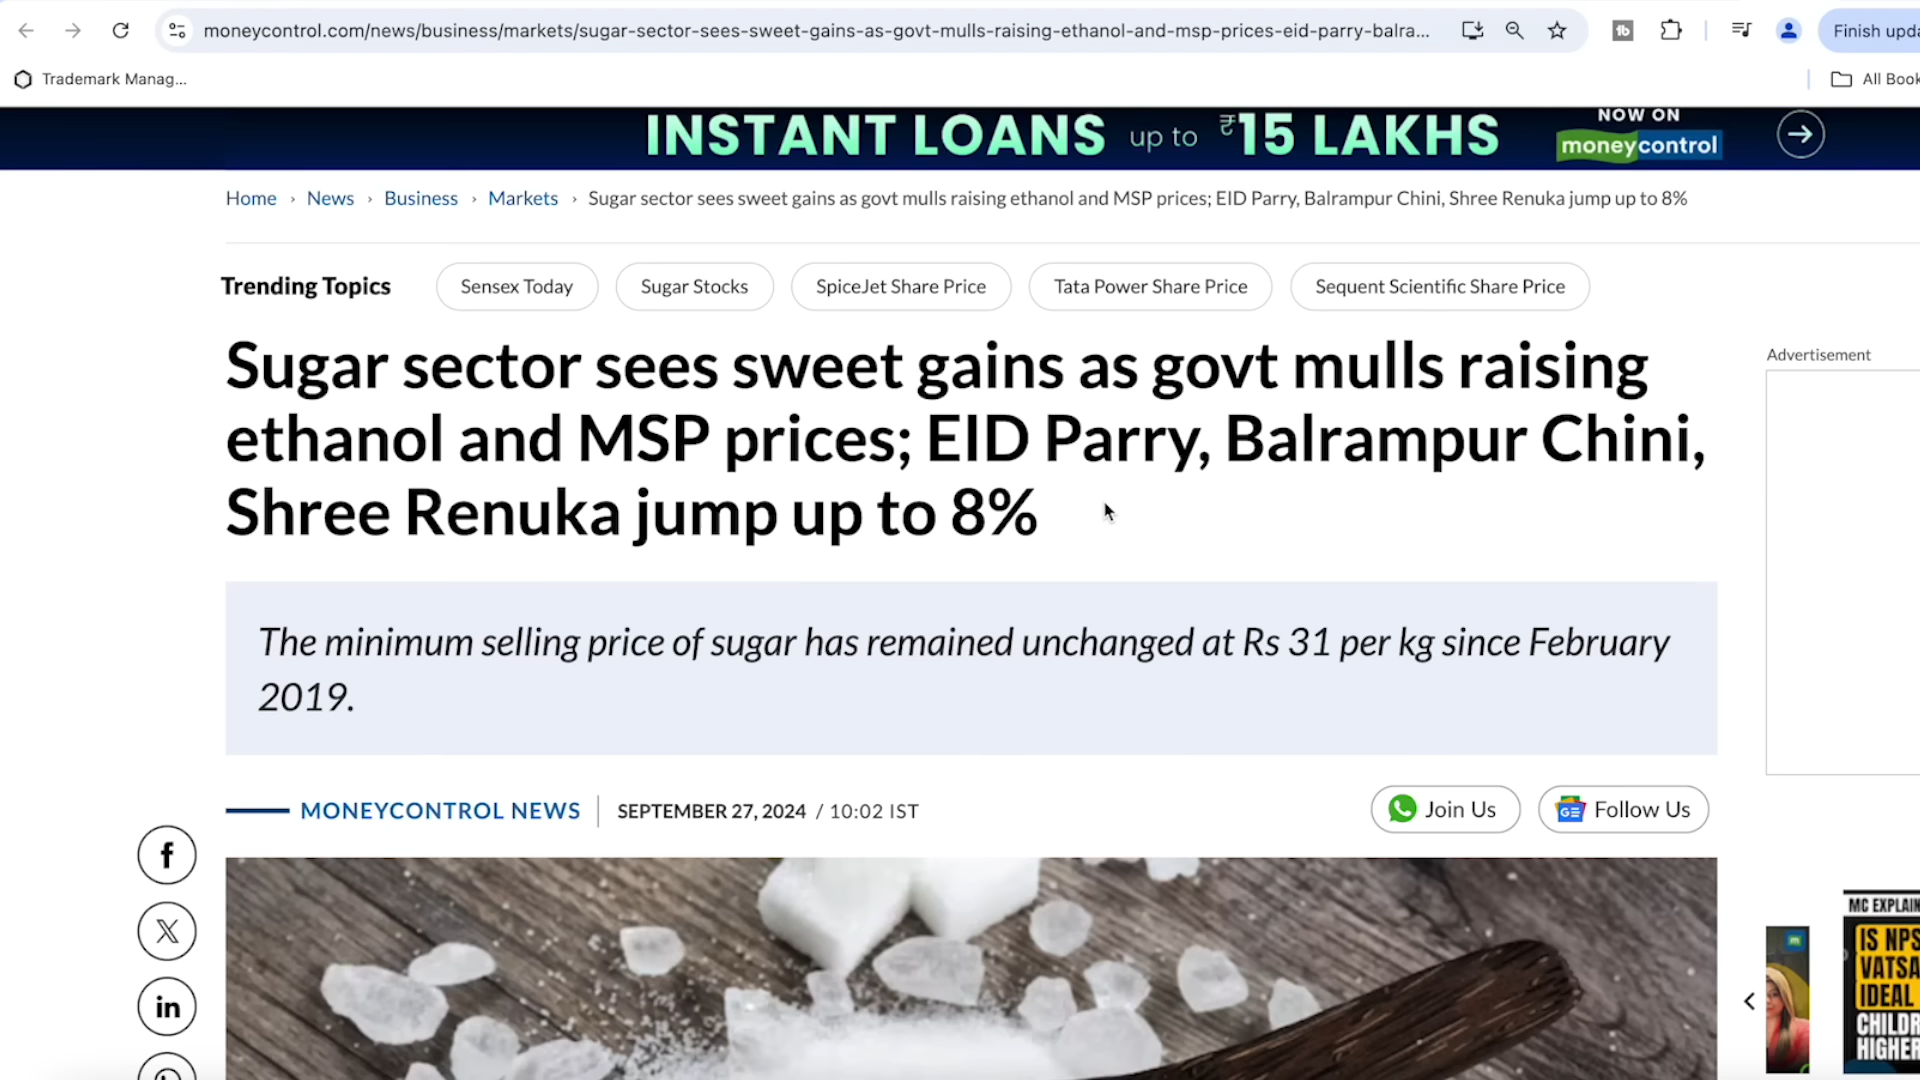 moneycontrol.com/news/business/markets/sugar-sector-sees-sweet-gains-as-govt-mulls-raising-ethanol-and-msp-prices-eid-parry-balra...
Finish upda
Trademark Manag...
All Book
INSTANT LOANS up to ₹15 LAKHS
NOW ON
moneycontrol
Home › News › Business › Markets › Sugar sector sees sweet gains as govt mulls raising ethanol and MSP prices; EID Parry, Balrampur Chini, Shree Renuka jump up to 8%
Trending Topics Sensex Today Sugar Stocks SpiceJet Share Price Tata Power Share Price Sequent Scientific Share Price
Sugar sector sees sweet gains as govt mulls raising
ethanol and MSP prices; EID Parry, Balrampur Chini,
Shree Renuka jump up to 8%
Advertisement
The minimum selling price of sugar has remained unchanged at Rs 31 per kg since February
2019.
MONEYCONTROL NEWS SEPTEMBER 27, 2024 / 10:02 IST
Join Us
Follow Us
MC EXPLAIN
IS NPS
VATSA
IDEAL
CHILDR
HIGHER